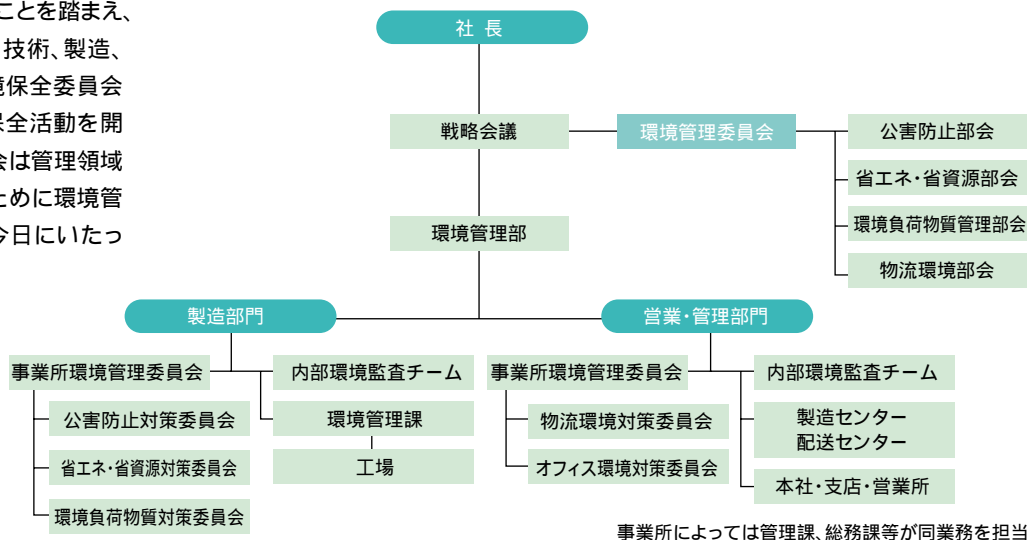 ことを踏まえ、
技術、製造、
境保全委員会
保全活動を開
会は管理領域
ために環境管
今日にいたっ
社 長
戦略会議
環境管理委員会
公害防止部会
省エネ・省資源部会
環境負荷物質管理部会
物流環境部会
環境管理部
製造部門
営業・管理部門
事業所環境管理委員会
内部環境監査チーム
公害防止対策委員会
環境管理課
省エネ・省資源対策委員会
工場
環境負荷物質対策委員会
事業所環境管理委員会
内部環境監査チーム
物流環境対策委員会
製造センター
配送センター
オフィス環境対策委員会
本社・支店・営業所
事業所によっては管理課、総務課等が同業務を担当